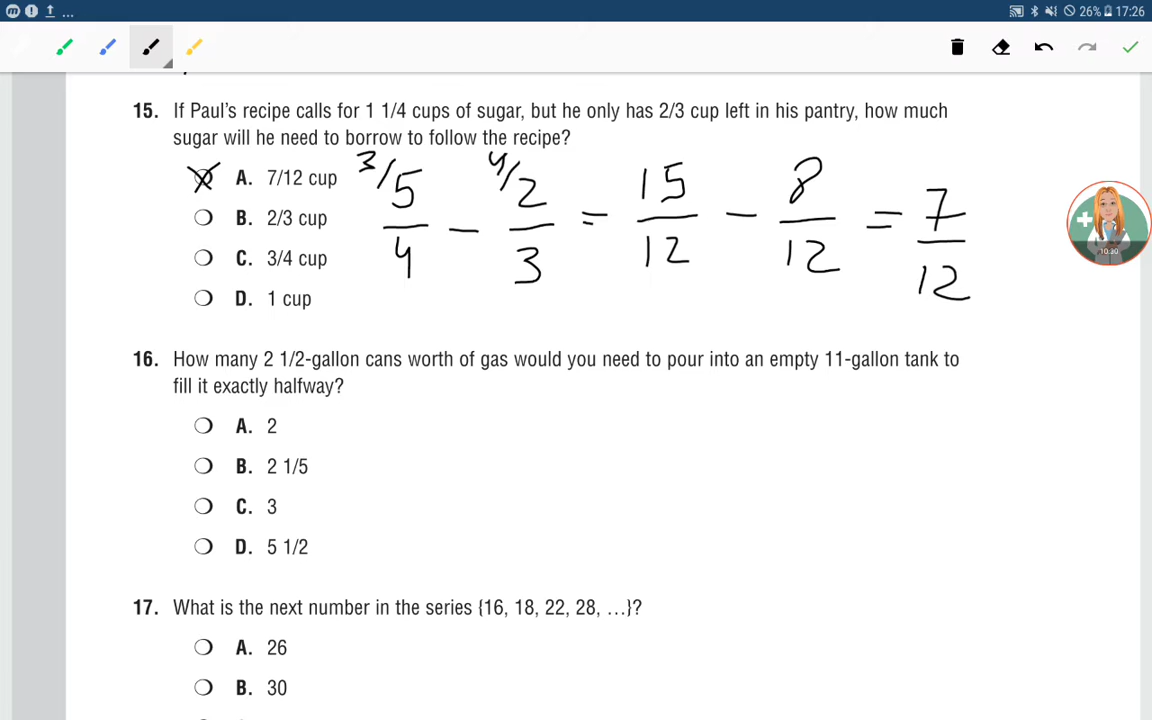 26% 17:26
15. If Paul's recipe calls for 1 1/4 cups of sugar, but he only has 2/3 cup left in his pantry, how much
sugar will he need to borrow to follow the recipe?
A. 7/12 cup
B. 2/3 cup
C. 3/4 cup
D. 1 cup
3/ 5/4 - 4/ 2/3 = 15/12 - 8/12 = 7/12
10:30
16. How many 2 1/2-gallon cans worth of gas would you need to pour into an empty 11-gallon tank to
fill it exactly halfway?
A. 2
B. 2 1/5
C. 3
D. 5 1/2
17. What is the next number in the series {16, 18, 22, 28, …}?
A. 26
B. 30